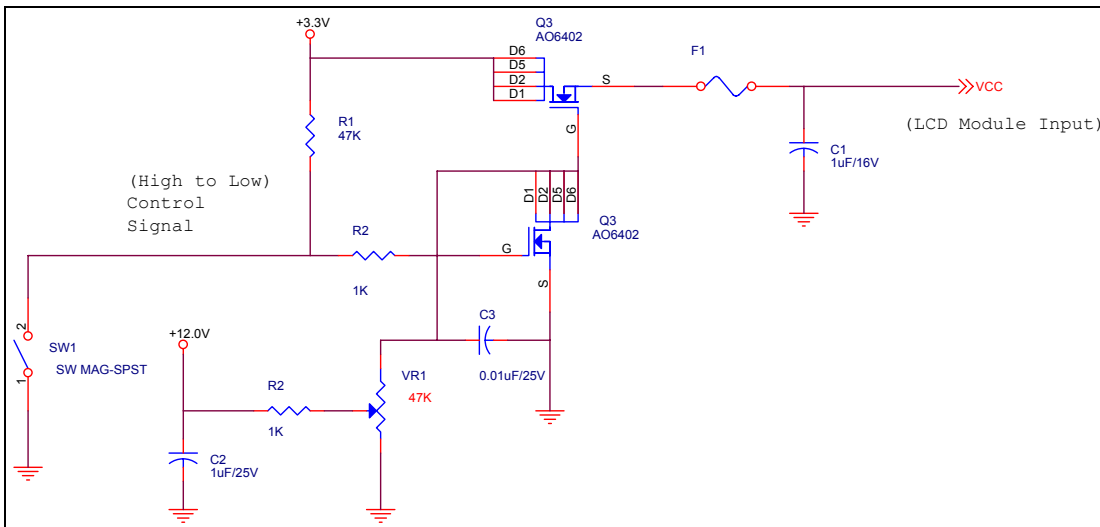 +3.3V
Q3
AO6402
D6
D5
D2
D1
S
G
F1
VCC
(LCD Module Input)
R1
47K
C1
1uF/16V
(High to Low)
Control
Signal
D1
D2
D5
D6
Q3
AO6402
R2
1K
G
S
2
1
SW1
SW MAG-SPST
+12.0V
C3
0.01uF/25V
R2
1K
VR1
47K
C2
1uF/25V